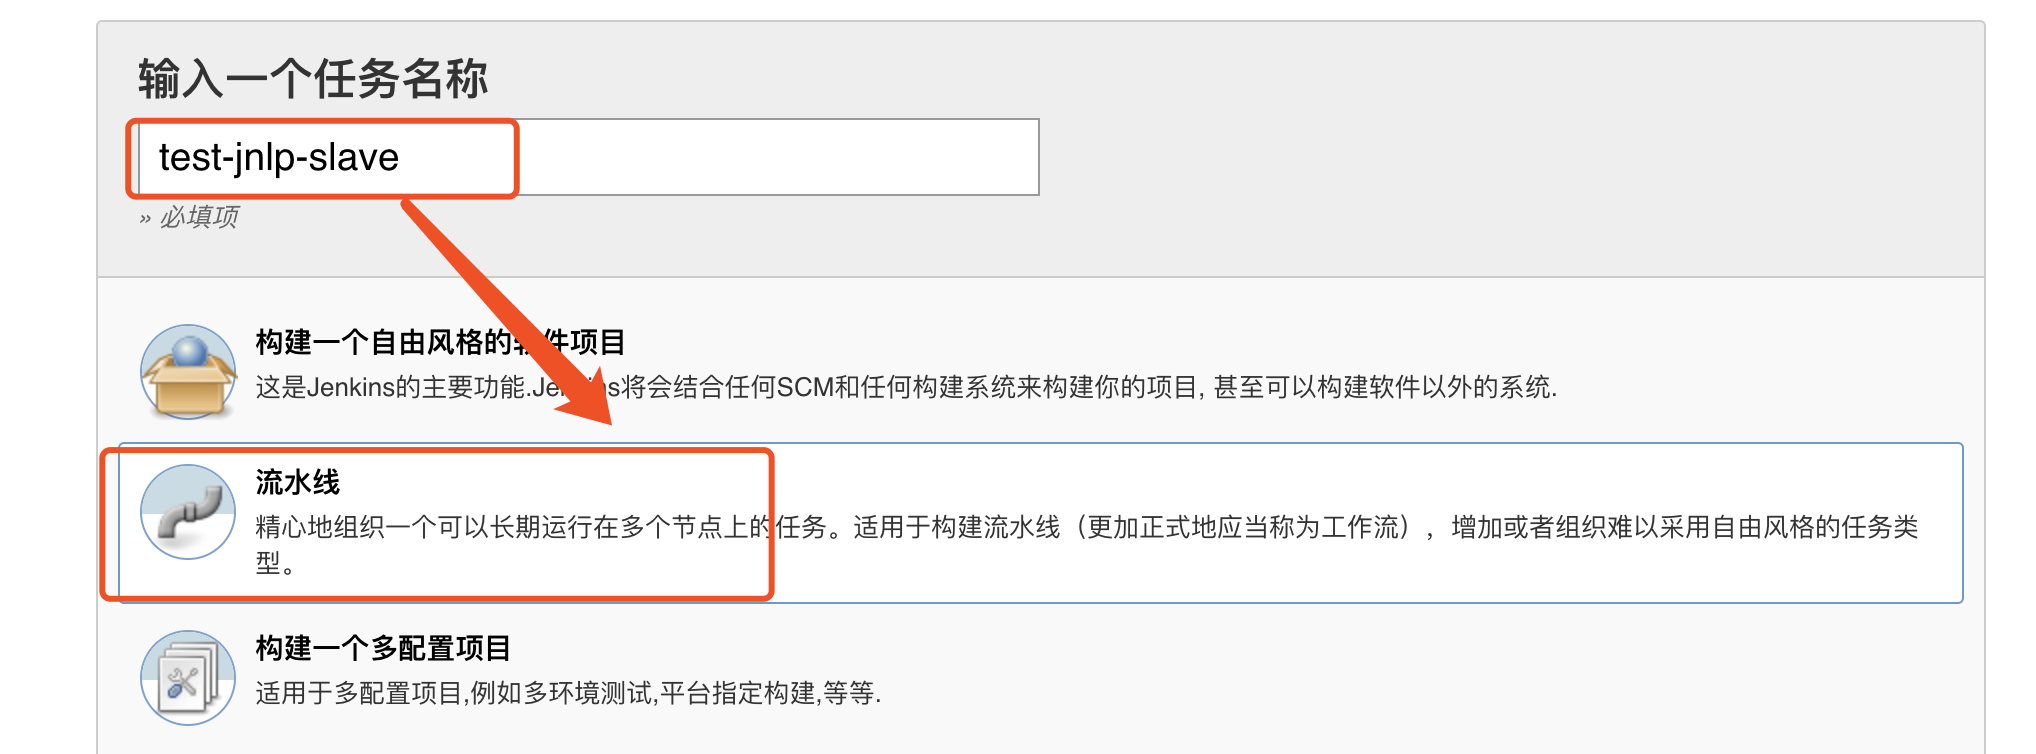 输入一个任务名称
test-jnlp-slave
» 必填项
构建一个自由风格的软件项目
这是Jenkins的主要功能.Jenkins将会结合任何SCM和任何构建系统来构建你的项目, 甚至可以构建软件以外的系统.
流水线
精心地组织一个可以长期运行在多个节点上的任务。适用于构建流水线（更加正式地应当称为工作流），增加或者组织难以采用自由风格的任务类
型。
构建一个多配置项目
适用于多配置项目,例如多环境测试,平台指定构建,等等.